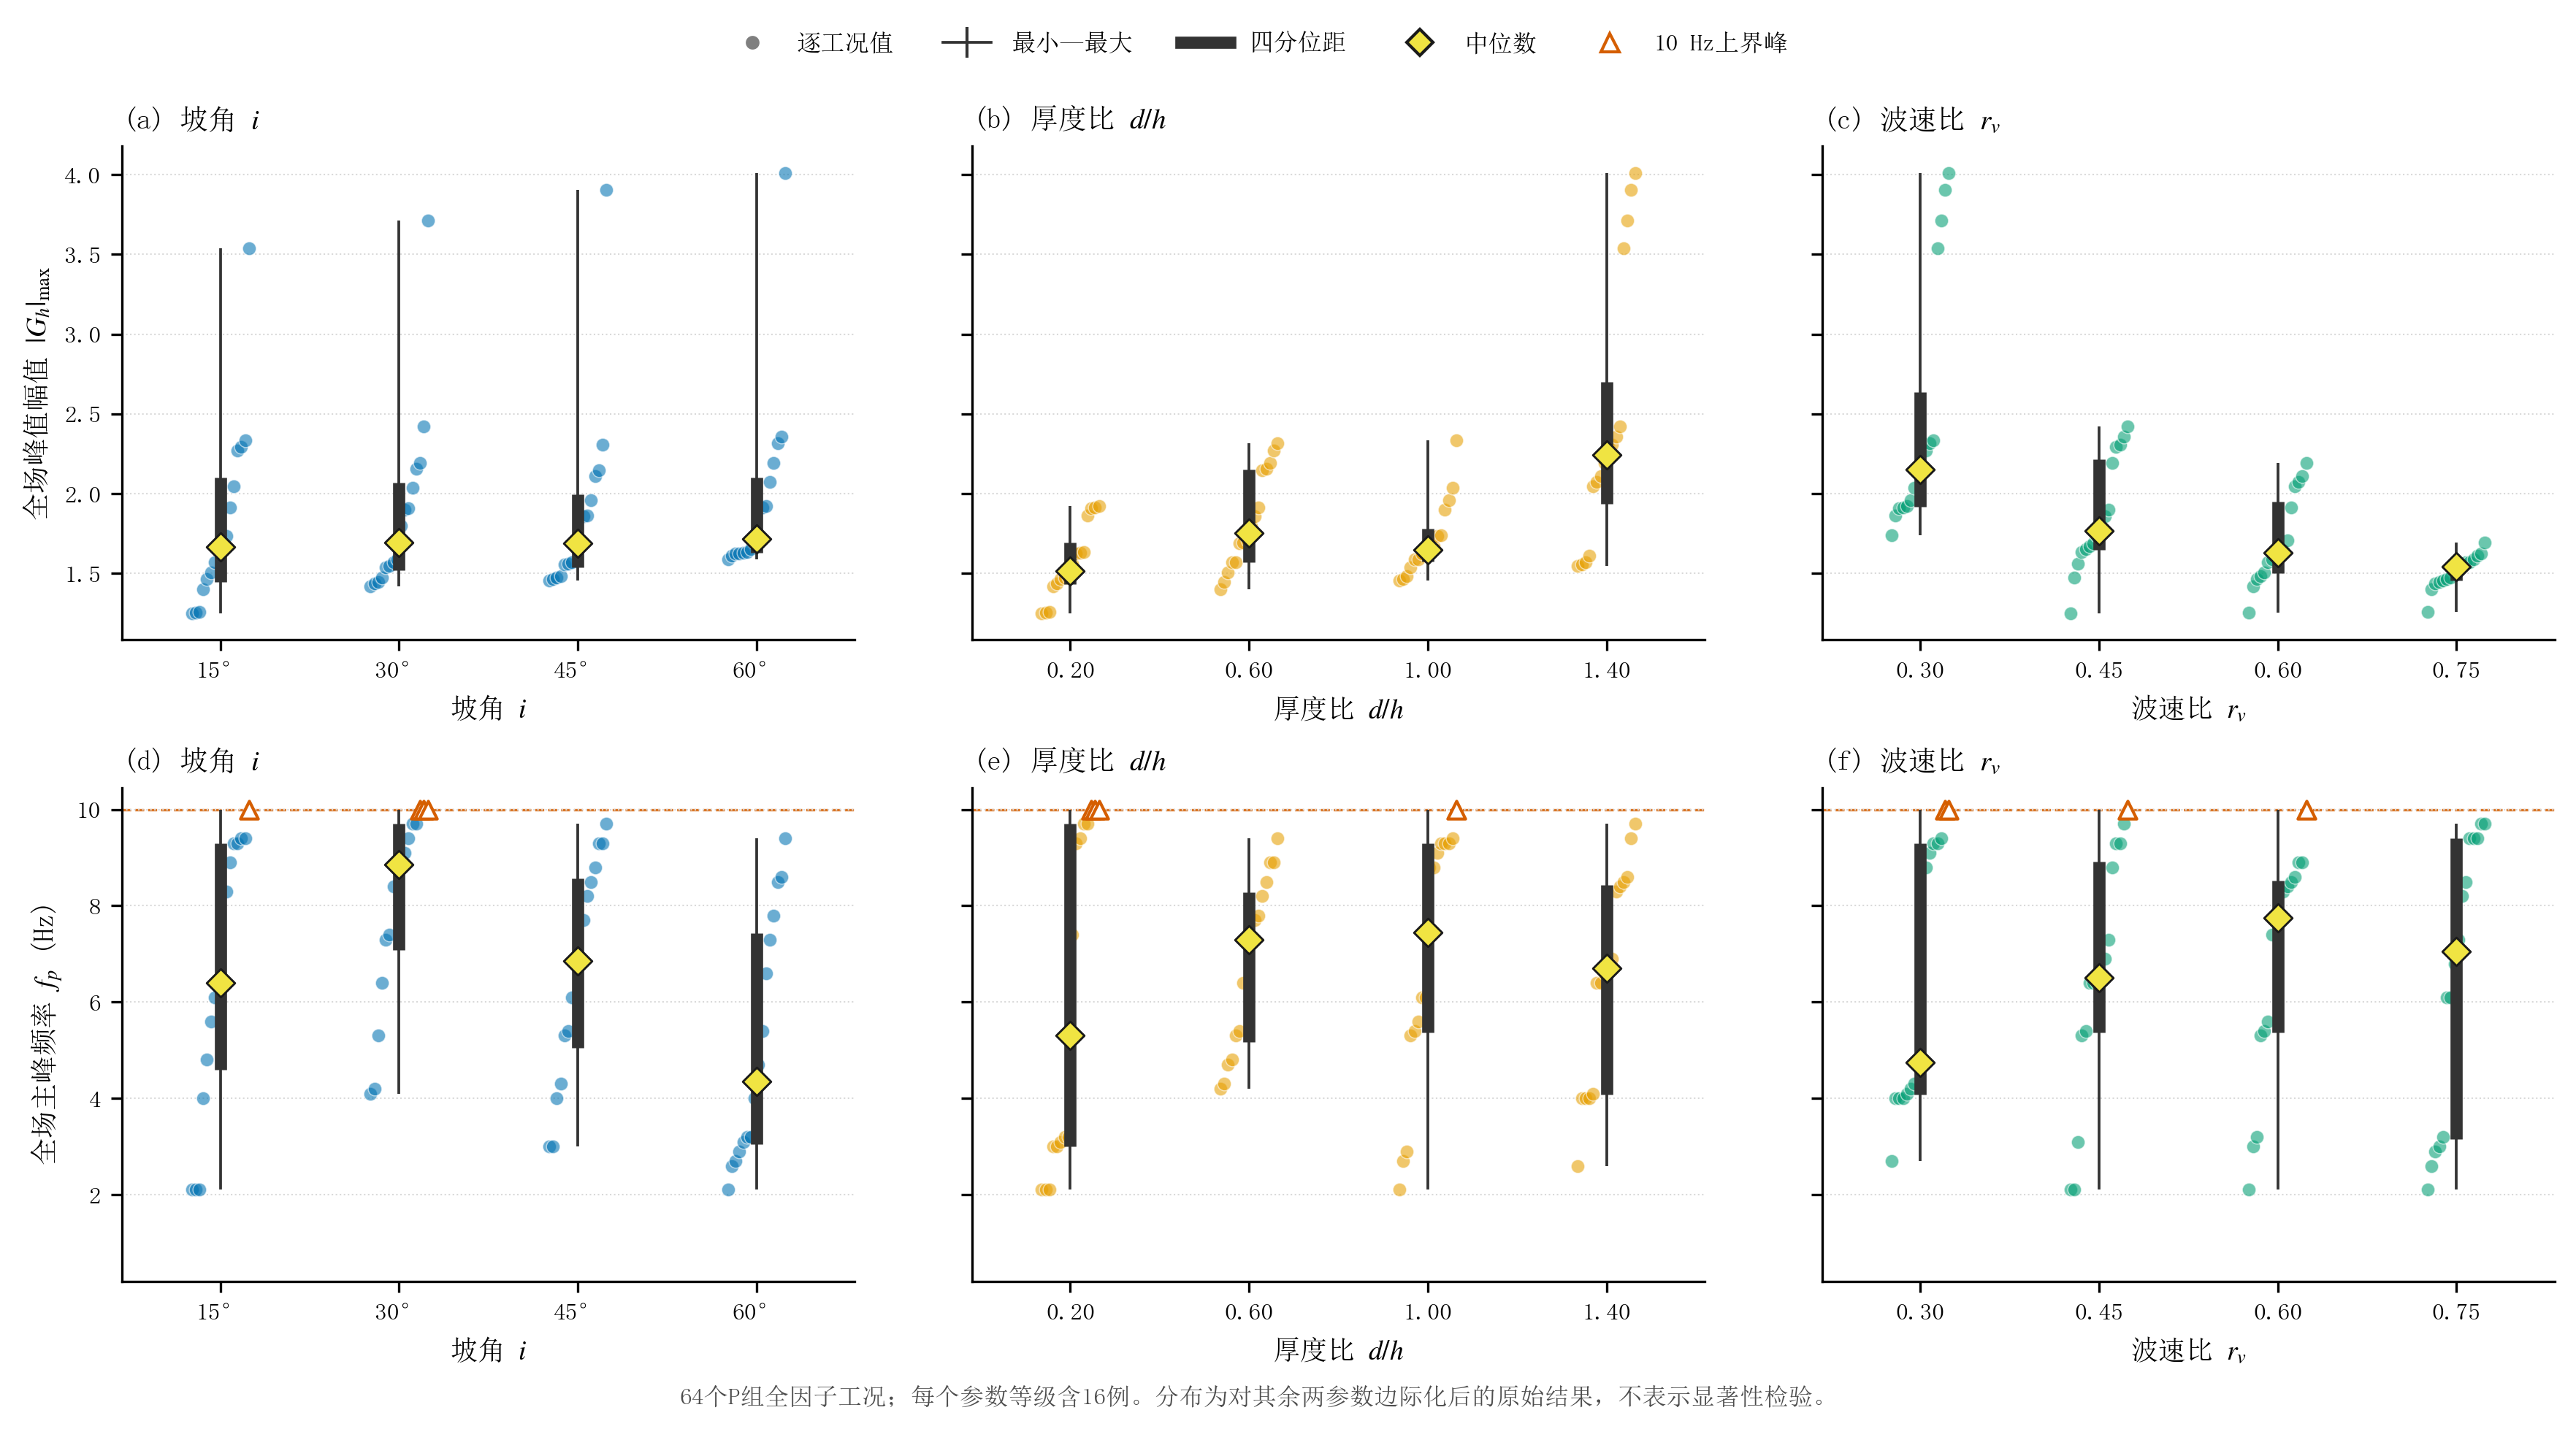 逐工况值 最小—最大 四分位距 中位数 10 Hz上界峰
(a) 坡角 i
(b) 厚度比 d/h
(c) 波速比 r_v
全场峰值幅值 |G_h|_max
4.0
3.5
3.0
2.5
2.0
1.5
15° 30° 45° 60°
坡角 i
0.20 0.60 1.00 1.40
厚度比 d/h
0.30 0.45 0.60 0.75
波速比 r_v
(d) 坡角 i
(e) 厚度比 d/h
(f) 波速比 r_v
全场主峰频率 f_p (Hz)
10
8
6
4
2
15° 30° 45° 60°
坡角 i
0.20 0.60 1.00 1.40
厚度比 d/h
0.30 0.45 0.60 0.75
波速比 r_v
64个P组全因子工况；每个参数等级含16例。分布为对其余两参数边际化后的原始结果，不表示显著性检验。